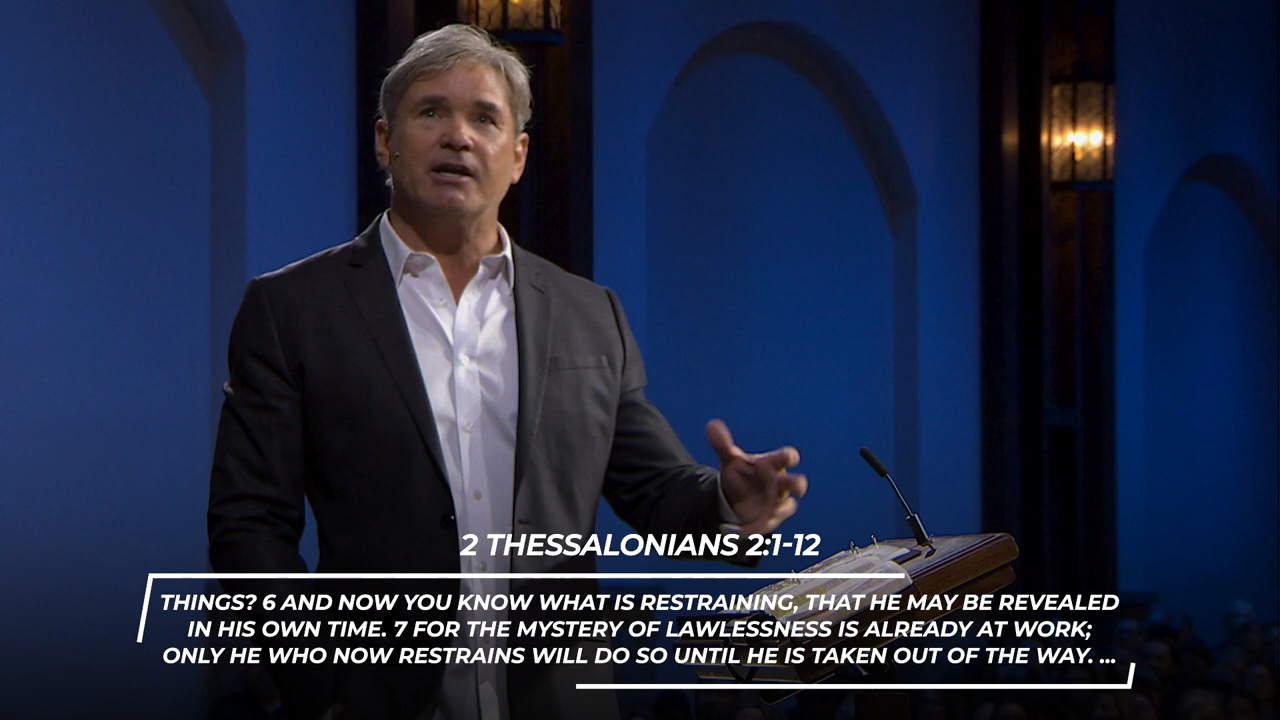 2 THESSALONIANS 2:1-12
THINGS? 6 AND NOW YOU KNOW WHAT IS RESTRAINING, THAT HE MAY BE REVEALED
IN HIS OWN TIME. 7 FOR THE MYSTERY OF LAWLESSNESS IS ALREADY AT WORK;
ONLY HE WHO NOW RESTRAINS WILL DO SO UNTIL HE IS TAKEN OUT OF THE WAY. ...